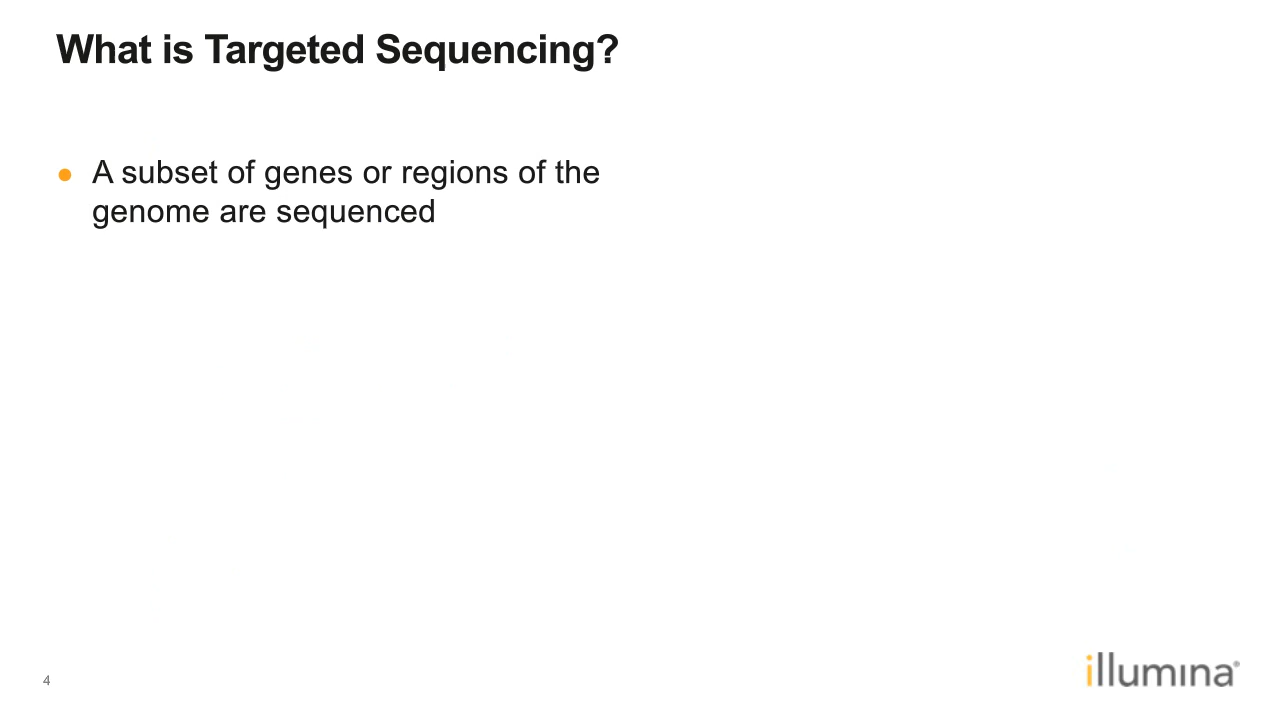 What is Targeted Sequencing?
● A subset of genes or regions of the
genome are sequenced
4
illumina®